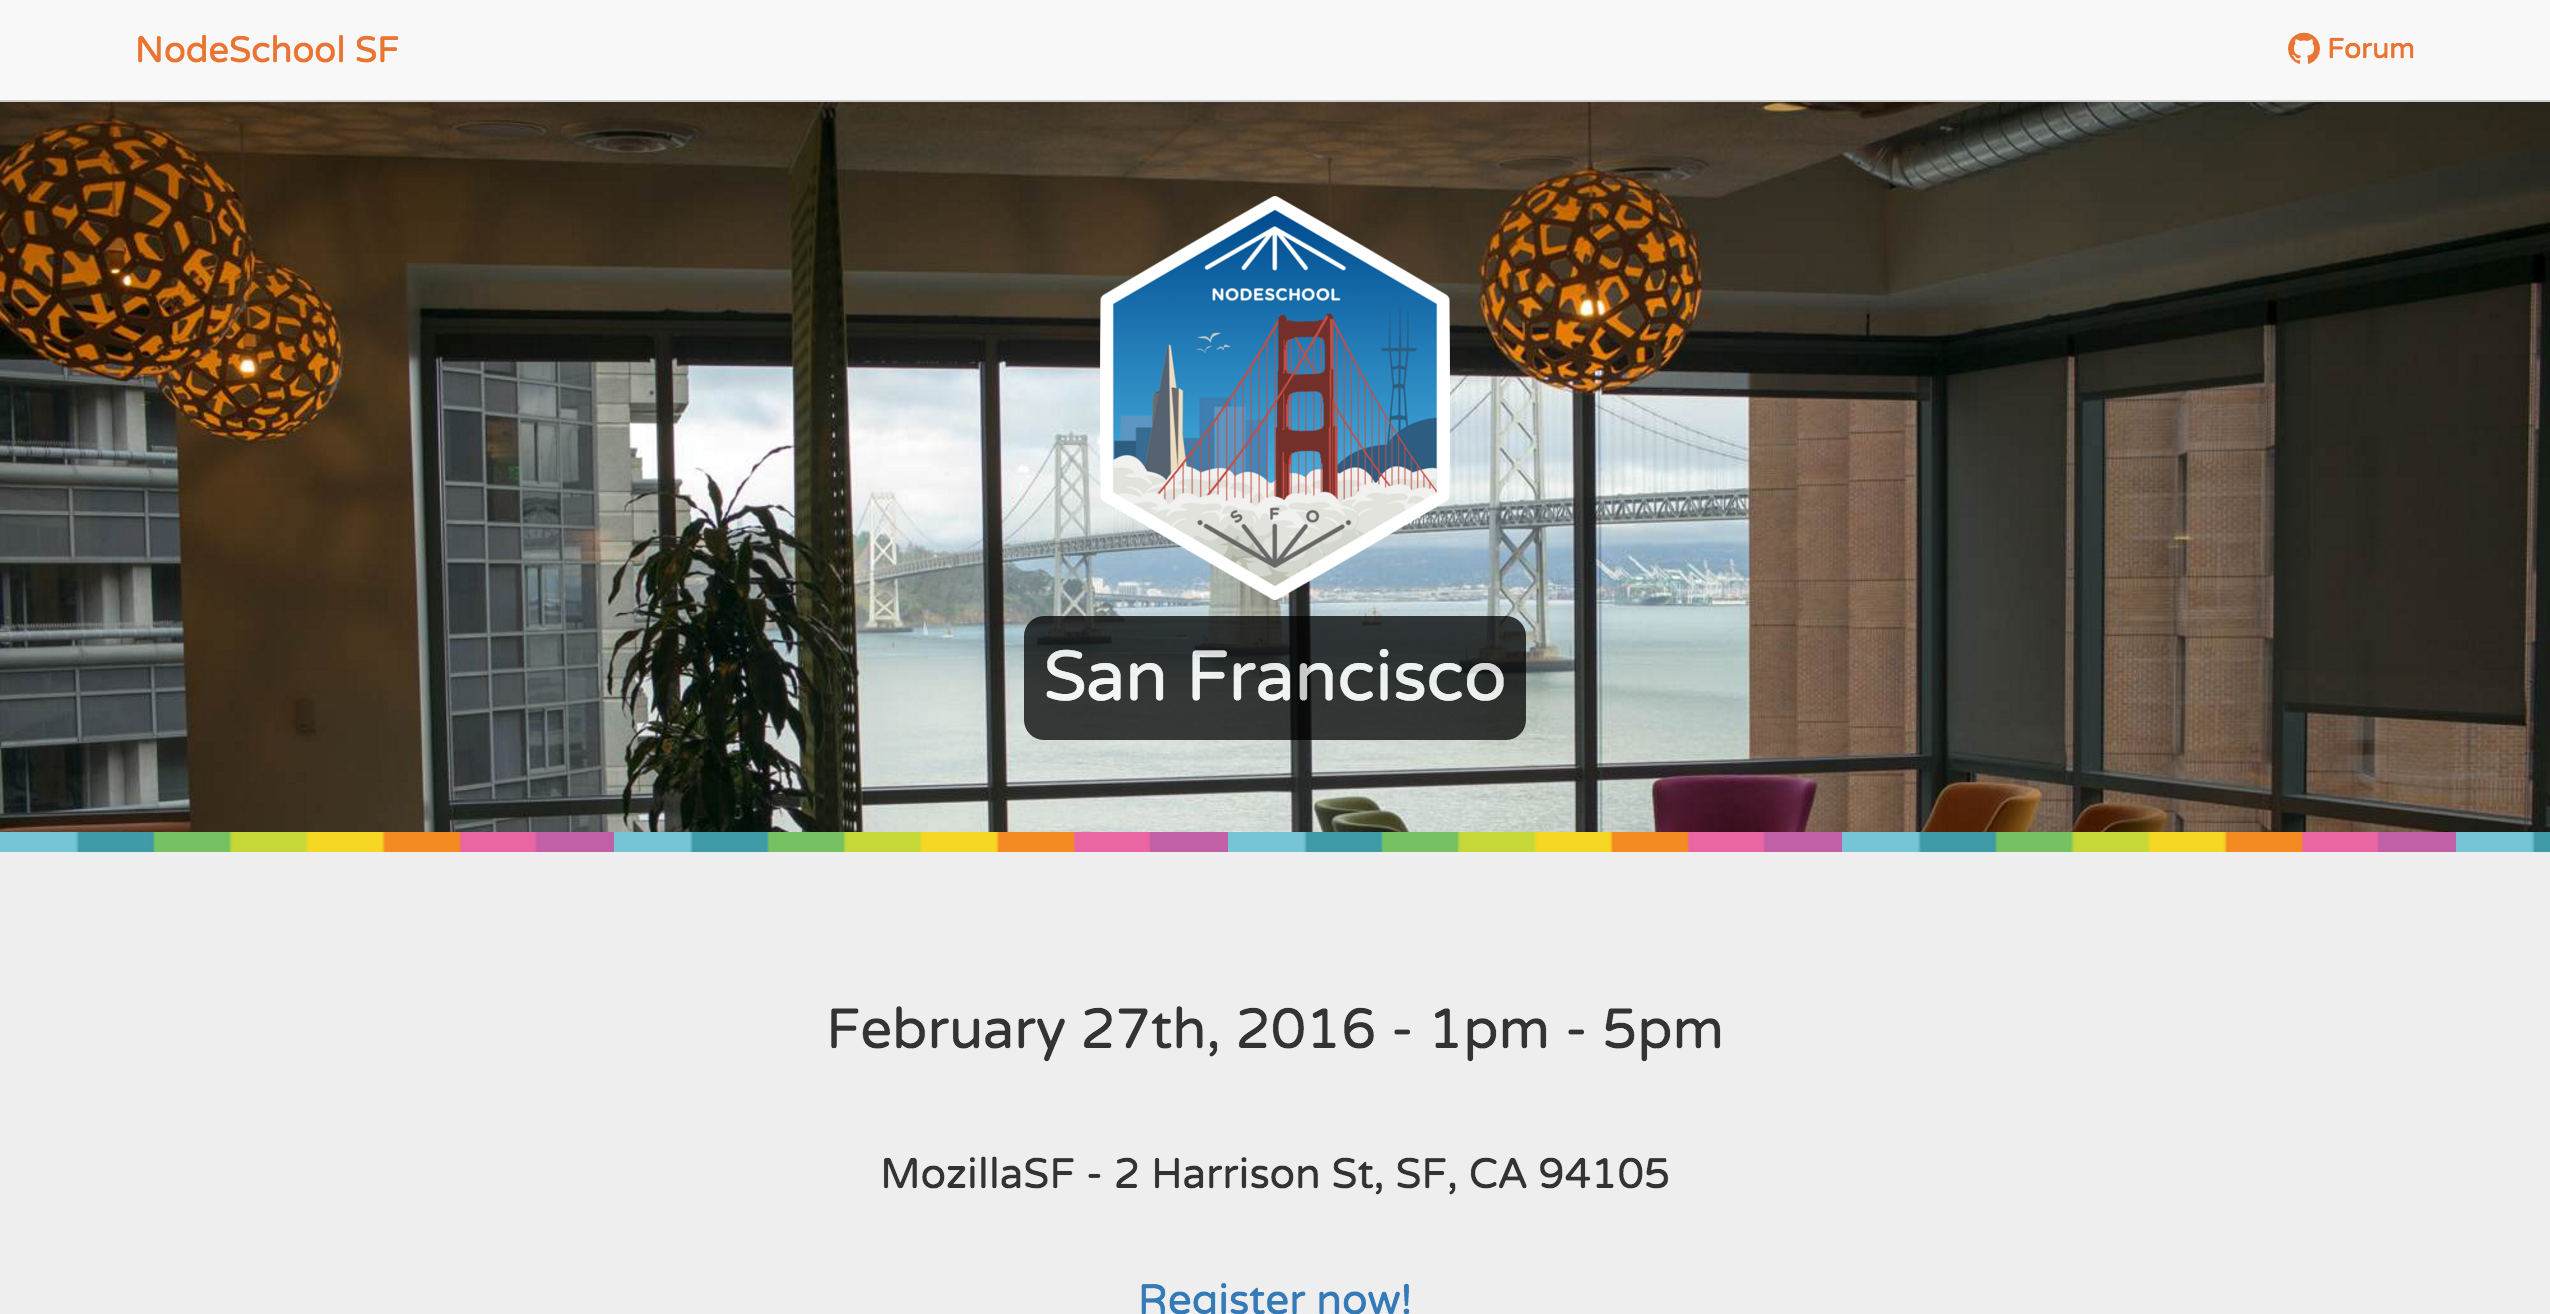 NodeSchool SF
Forum
NODESCHOOL
SFO
San Francisco
February 27th, 2016 - 1pm - 5pm
MozillaSF - 2 Harrison St, SF, CA 94105
Register now!